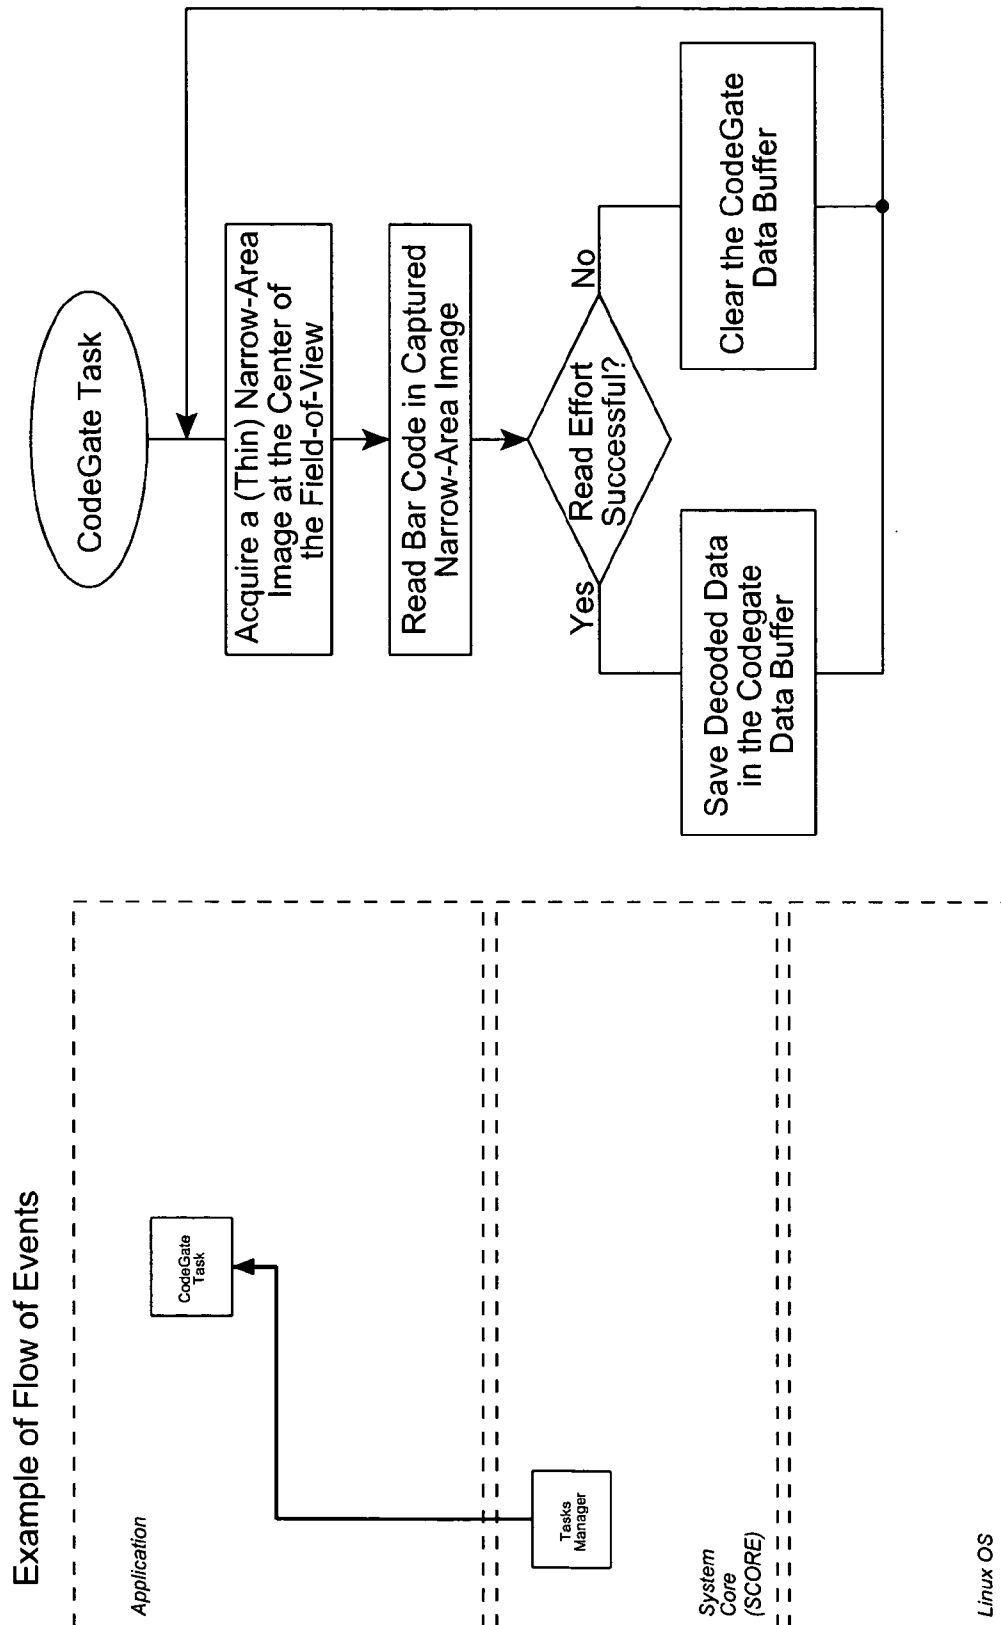 Example of Flow of Events
Application
CodeGate
Task
Tasks
Manager
System
Core
(SCORE)
Linux OS
CodeGate Task
Acquire a (Thin) Narrow-Area
Image at the Center of
the Field-of-View
Read Bar Code in Captured
Narrow-Area Image
Read Effort
Successful?
Yes
No
Save Decoded Data
in the Codegate
Data Buffer
Clear the CodeGate
Data Buffer